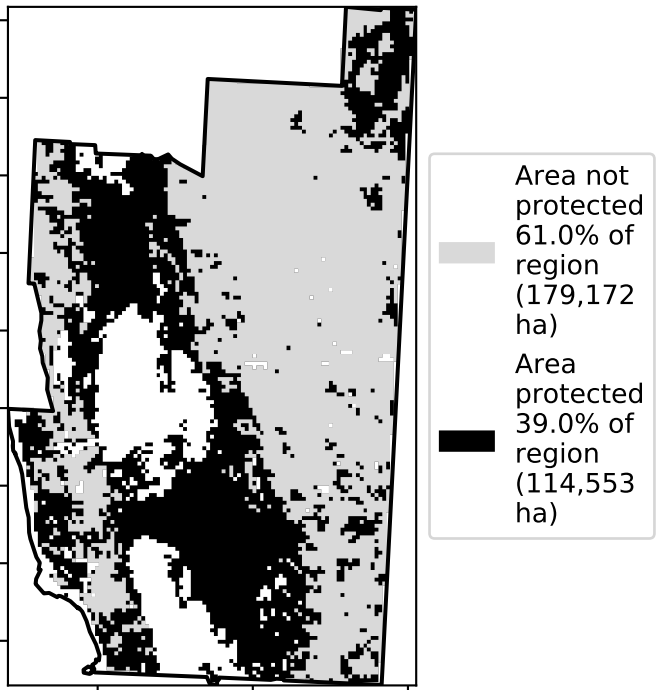 Area not
protected
61.0% of
region
(179,172
ha)
Area
protected
39.0% of
region
(114,553
ha)